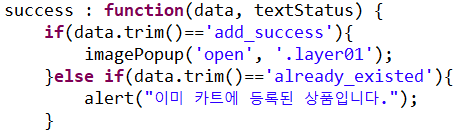 success : function(data, textStatus) {
    if(data.trim()=='add_success'){
        imagePopup('open', '.layer01');
    }else if(data.trim()=='already_existed'){
        alert("이미 카트에 등록된 상품입니다.");
    }